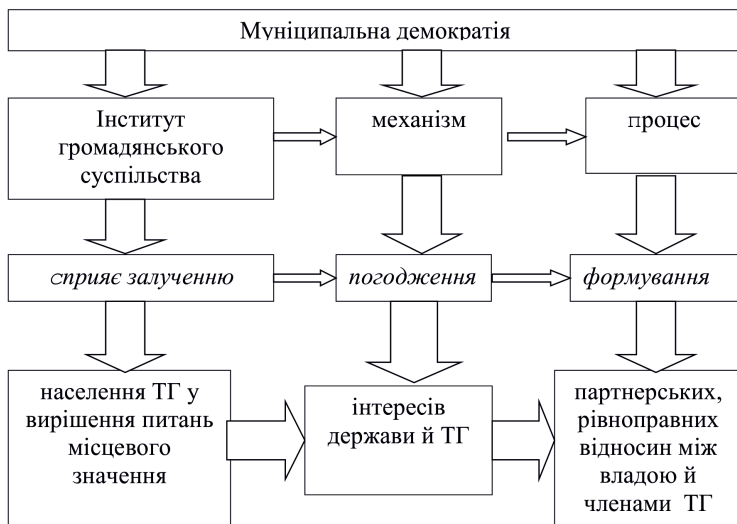 Муніципальна демократія
Інститут
громадянського
суспільства
механізм
процес
сприяє залученню
погодження
формування
населення ТГ у
вирішення питань
місцевого
значення
інтересів
держави й ТГ
партнерських,
рівноправних
відносин між
владою й
членами ТГ